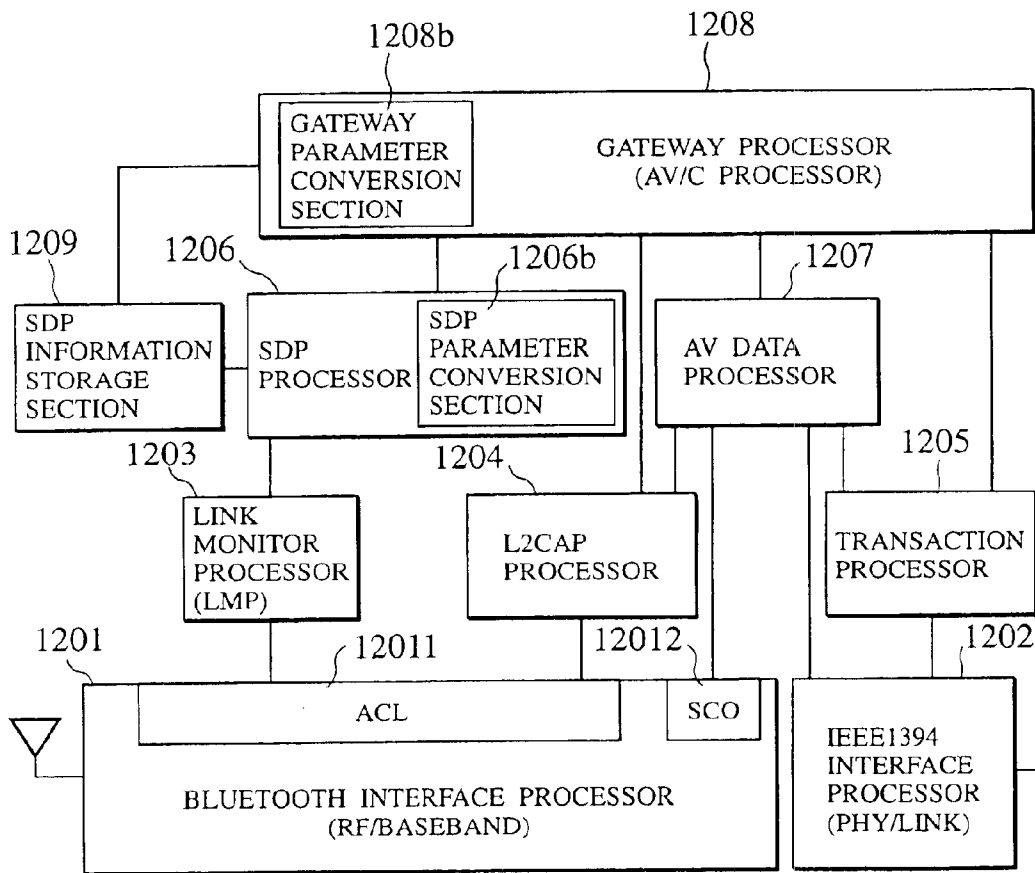 1208b
1208
GATEWAY
PARAMETER
CONVERSION
SECTION
GATEWAY PROCESSOR
(AV/C PROCESSOR)
1209
1206
1206b
1207
SDP
INFORMATION
STORAGE
SECTION
SDP
PROCESSOR
SDP
PARAMETER
CONVERSION
SECTION
AV DATA
PROCESSOR
1203
1204
1205
LINK
MONITOR
PROCESSOR
(LMP)
L2CAP
PROCESSOR
TRANSACTION
PROCESSOR
1201
12011
12012
1202
ACL
SCO
BLUETOOTH INTERFACE PROCESSOR
(RF/BASEBAND)
IEEE1394
INTERFACE
PROCESSOR
(PHY/LINK)